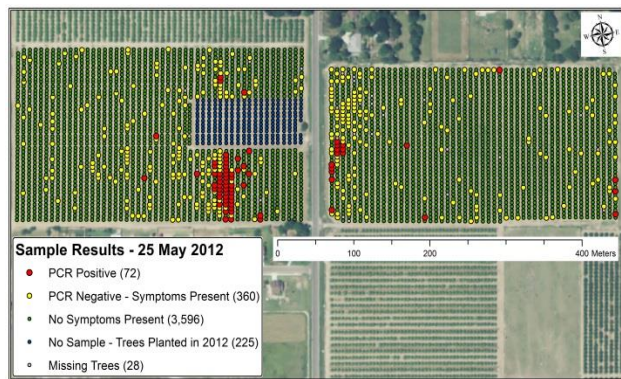 N
W E
S
Sample Results - 25 May 2012
PCR Positive (72)
PCR Negative - Symptoms Present (360)
No Symptoms Present (3,596)
No Sample - Trees Planted in 2012 (225)
Missing Trees (28)
0 100 200 400 Meters